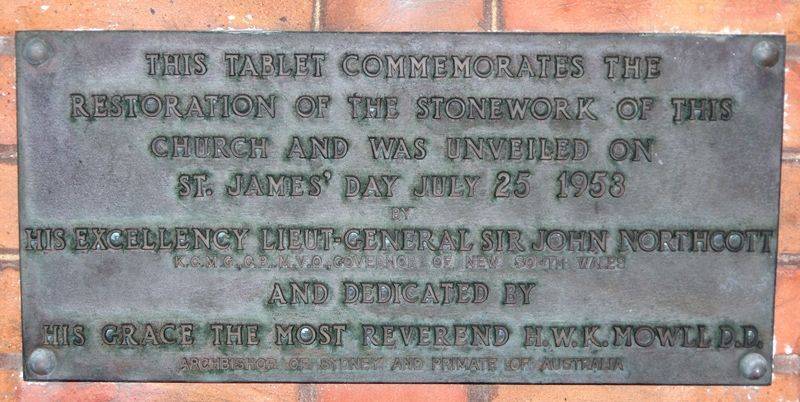 THIS TABLET COMMEMORATES THE
RESTORATION OF THE STONEWORK OF THIS
CHURCH AND WAS UNVEILED ON
ST. JAMES' DAY JULY 25 1953
BY
HIS EXCELLENCY LIEUT-GENERAL SIR JOHN NORTHCOTT
K.C.M.G., C.B., M.V.O., GOVERNOR OF NEW SOUTH WALES
AND DEDICATED BY
HIS GRACE THE MOST REVEREND H.W.K. MOWLL D.D.
ARCHBISHOP OF SYDNEY AND PRIMATE OF AUSTRALIA